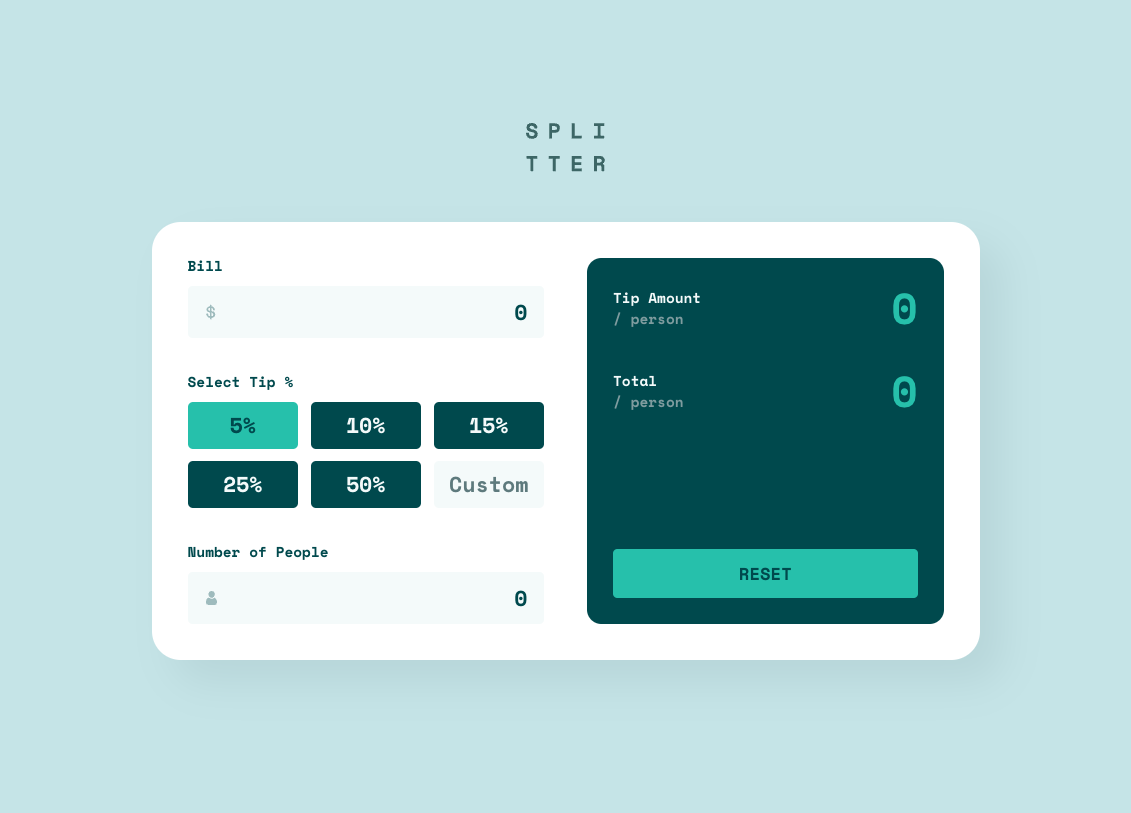 SPLI
TTER
Bill
$ 0
Select Tip %
5% 10% 15%
25% 50% Custom
Number of People
0
Tip Amount
/ person
0
Total
/ person
0
RESET